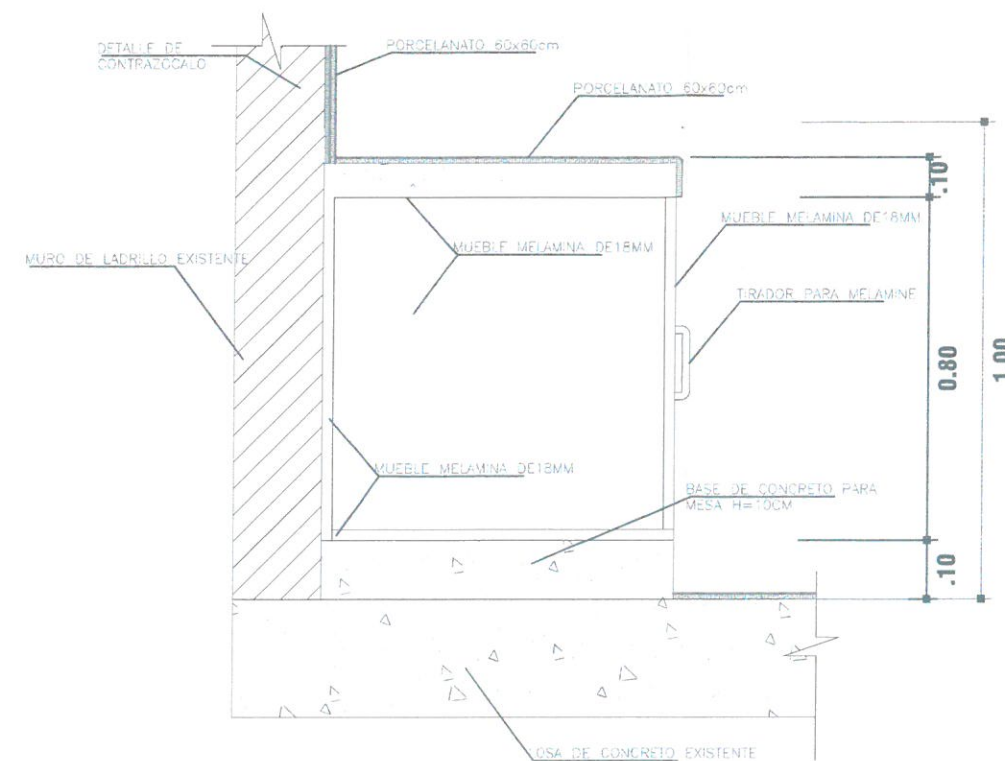 DETALLE DE
CONTRAZOCALO
PORCELANATO 60x60cm
PORCELANATO 60x60cm
.10
MUEBLE MELAMINA DE18MM
MUEBLE MELAMINA DE18MM
MURO DE LADRILLO EXISTENTE
TIRADOR PARA MELAMINE
0.80
1.00
MUEBLE MELAMINA DE18MM
BASE DE CONCRETO PARA
MESA H=10CM
.10
LOSA DE CONCRETO EXISTENTE